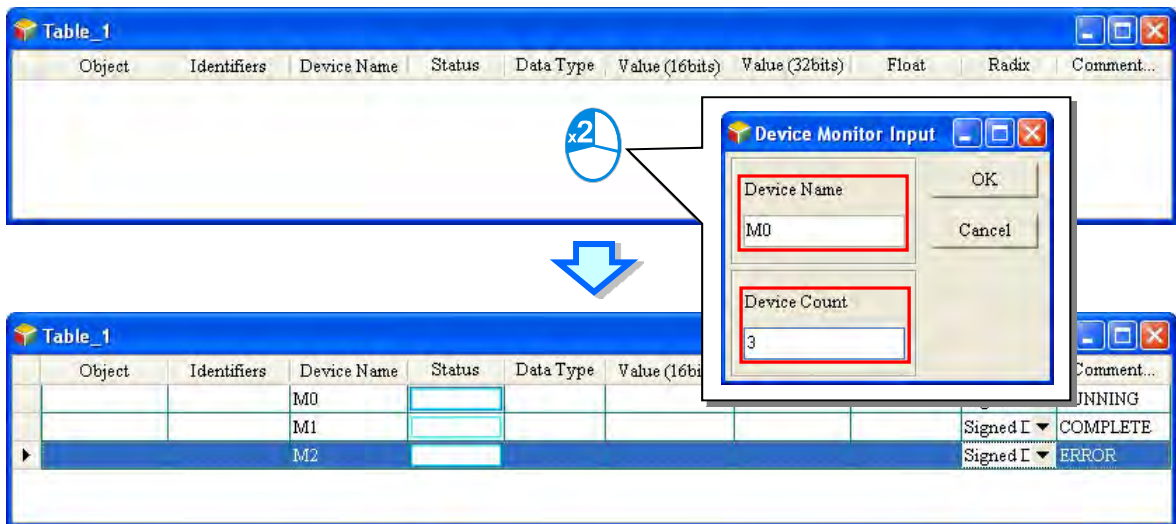 Table_1
Object Identifiers Device Name Status Data Type Value (16bits) Value (32bits) Float Radix Comment...
x2
Device Monitor Input
Device Name
OK
M0
Cancel
Device Count
3
Table_1
Object Identifiers Device Name Status Data Type Value (16bi Comment...
M0 UNNING
M1 Signed D COMPLETE
M2 Signed D ERROR